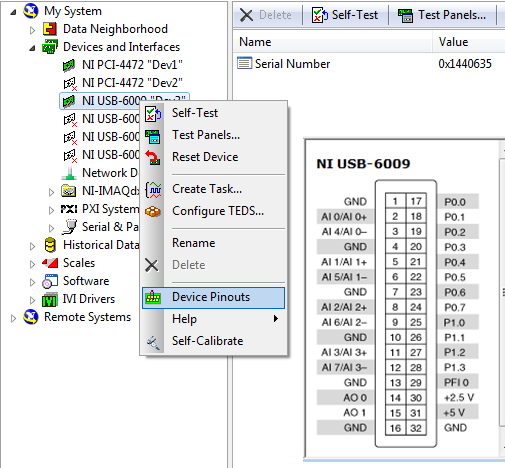 My System
Data Neighborhood
Devices and Interfaces
NI PCI-4472 "Dev1"
NI PCI-4472 "Dev2"
NI USB-6009 "Dev3"
NI USB-600
NI USB-600
NI USB-600
Network D
NI-IMAQdx
PXI System
Serial & Pa
Historical Data
Scales
Software
IVI Drivers
Remote Systems
Self-Test
Test Panels...
Reset Device
Create Task...
Configure TEDS...
Rename
Delete
Device Pinouts
Help
Self-Calibrate
Delete Self-Test Test Panels...
Name Value
Serial Number 0x1440635
NI USB-6009
GND 1 17 P0.0
AI 0/AI 0+ 2 18 P0.1
AI 4/AI 0– 3 19 P0.2
GND 4 20 P0.3
AI 1/AI 1+ 5 21 P0.4
AI 5/AI 1– 6 22 P0.5
GND 7 23 P0.6
AI 2/AI 2+ 8 24 P0.7
AI 6/AI 2– 9 25 P1.0
GND 10 26 P1.1
AI 3/AI 3+ 11 27 P1.2
AI 7/AI 3– 12 28 P1.3
GND 13 29 PFI 0
AO 0 14 30 +2.5 V
AO 1 15 31 +5 V
GND 16 32 GND